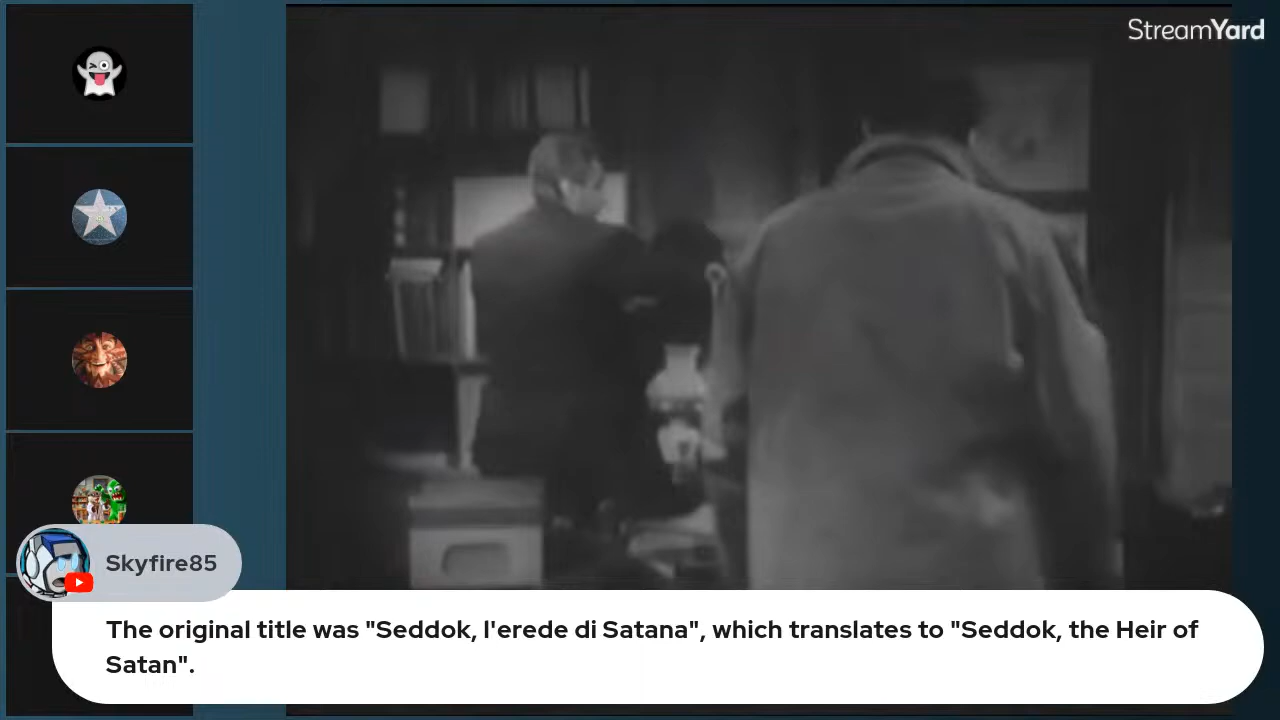 StreamYard
Skyfire85
The original title was "Seddok, l'erede di Satana", which translates to "Seddok, the Heir of
Satan".